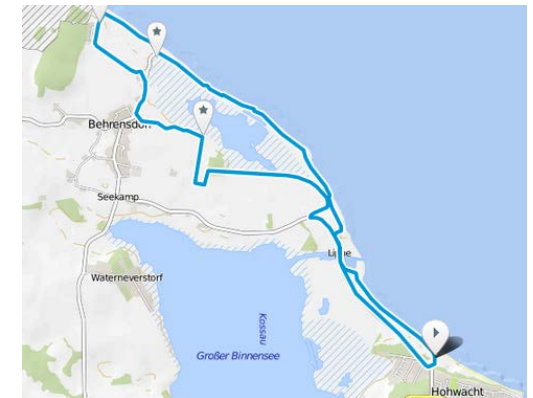 Behrensdorf
Seekamp
Lippe
Waterneverstorf
Kossau
Großer Binnensee
Hohwacht